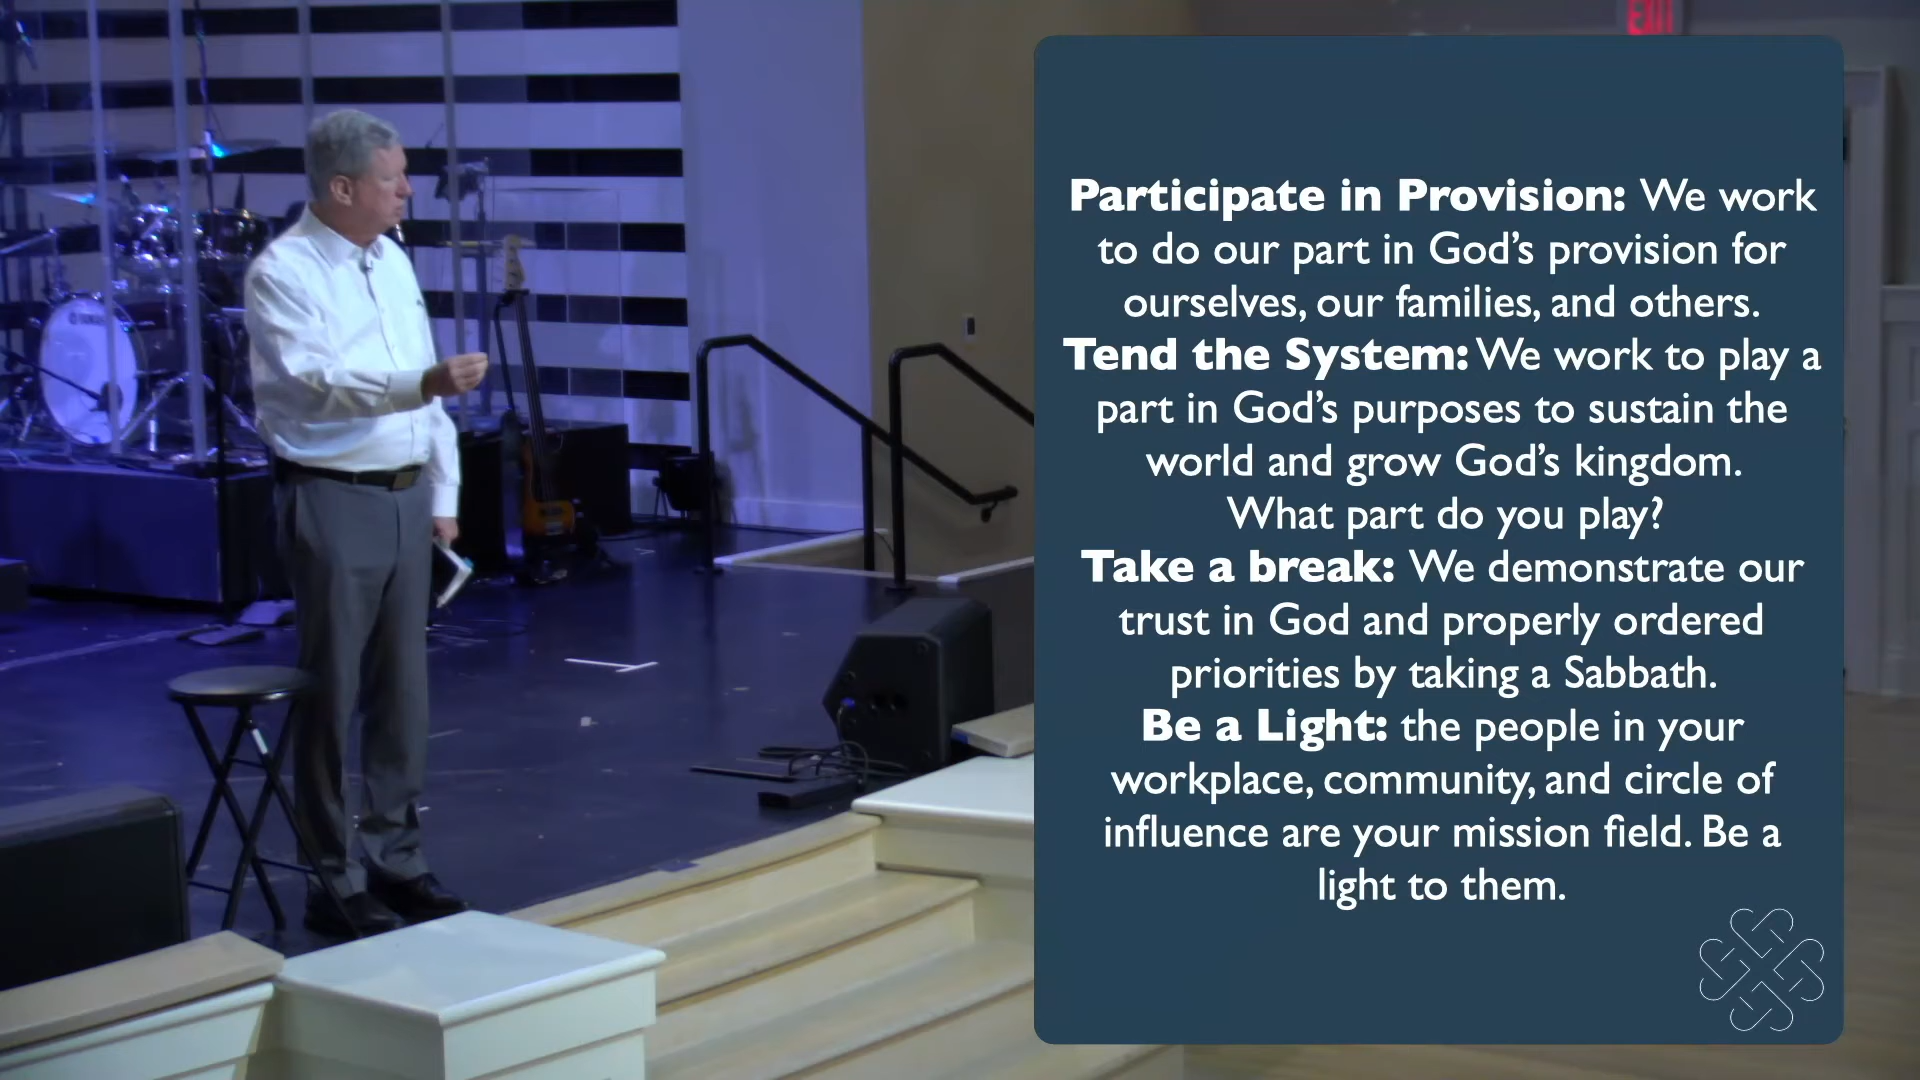 EXIT
Participate in Provision: We work
to do our part in God’s provision for
ourselves, our families, and others.
Tend the System: We work to play a
part in God’s purposes to sustain the
world and grow God’s kingdom.
What part do you play?
Take a break: We demonstrate our
trust in God and properly ordered
priorities by taking a Sabbath.
Be a Light: the people in your
workplace, community, and circle of
influence are your mission field. Be a
light to them.